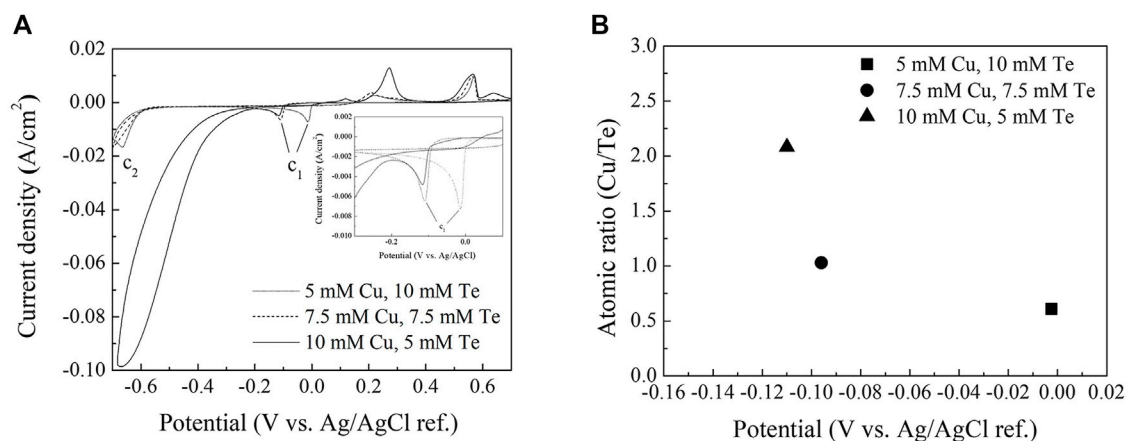 A
0.02
0.00
-0.02
-0.04
-0.06
-0.08
-0.10
Current density (A/cm²)
c₂
c₁
0.002
0.000
-0.002
-0.004
-0.006
-0.008
-0.010
Current density (A/cm²)
c₁
-0.2 0.0
Potential (V vs. Ag/AgCl)
5 mM Cu, 10 mM Te
7.5 mM Cu, 7.5 mM Te
10 mM Cu, 5 mM Te
-0.6 -0.4 -0.2 0.0 0.2 0.4 0.6
Potential (V vs. Ag/AgCl ref.)
B
3.0
2.5
2.0
1.5
1.0
0.5
0.0
Atomic ratio (Cu/Te)
5 mM Cu, 10 mM Te
7.5 mM Cu, 7.5 mM Te
10 mM Cu, 5 mM Te
-0.16 -0.14 -0.12 -0.10 -0.08 -0.06 -0.04 -0.02 0.00 0.02
Potential (V vs. Ag/AgCl ref.)